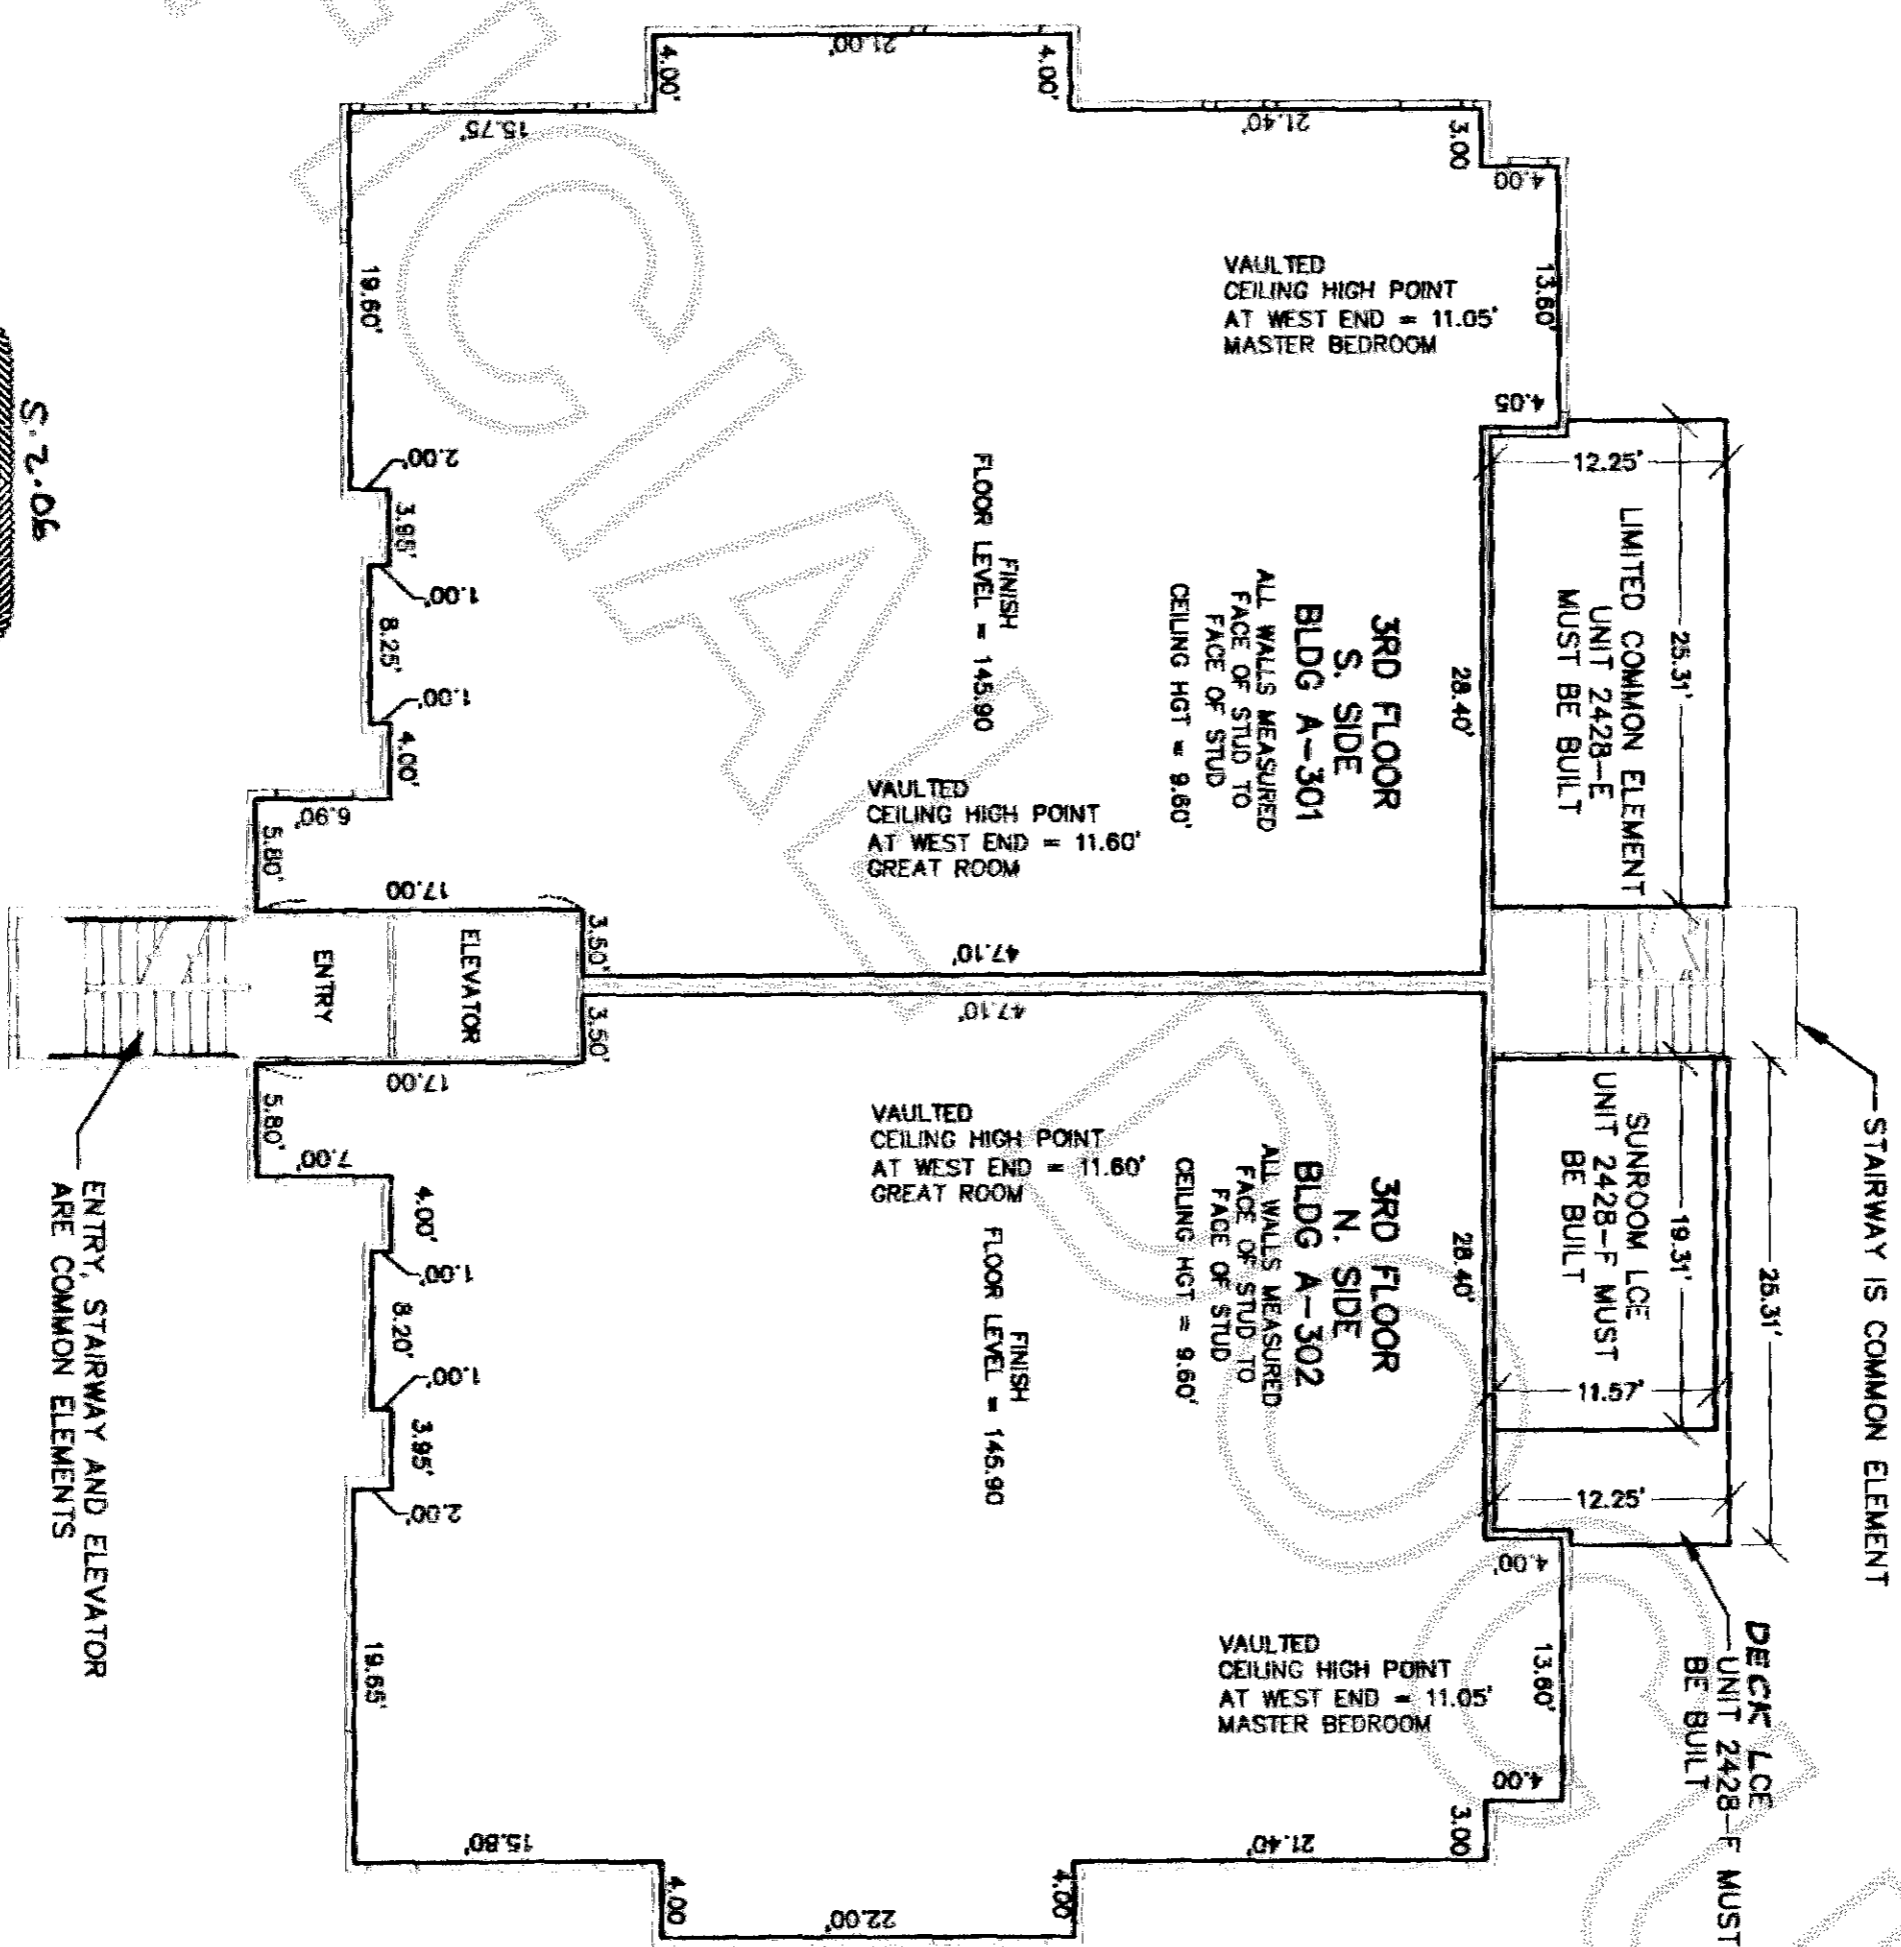 21.00'
4.00'
4.00'
15.75'
21.40'
3.00
4.00
13.60'
4.05
VAULTED
CEILING HIGH POINT
AT WEST END = 11.05'
MASTER BEDROOM
19.60'
2.00'
3.95'
1.00'
8.25'
1.00'
4.00'
6.90'
5.80'
17.00
3.50'
47.10'
28.40'
FINISH
FLOOR LEVEL = 145.90
3RD FLOOR
S. SIDE
BLDG A-301
ALL WALLS MEASURED
FACE OF STUD TO
FACE OF STUD
CEILING HGT = 9.60'
VAULTED
CEILING HIGH POINT
AT WEST END = 11.60'
GREAT ROOM
12.25'
25.31'
LIMITED COMMON ELEMENT
UNIT 2428-E
MUST BE BUILT
S.2.06
ELEVATOR
ENTRY
STAIRWAY IS COMMON ELEMENT
ENTRY, STAIRWAY AND ELEVATOR
ARE COMMON ELEMENTS
3.50'
47.10'
17.00
5.80'
7.00'
4.00'
1.00'
8.20'
1.00'
3.95'
2.00'
19.65'
15.80'
4.00
22.00'
4.00'
21.40'
3.00'
4.00
13.60'
4.00'
28.40'
VAULTED
CEILING HIGH POINT
AT WEST END = 11.60'
GREAT ROOM
FINISH
FLOOR LEVEL = 145.90
3RD FLOOR
N. SIDE
BLDG A-302
ALL WALLS MEASURED
FACE OF STUD TO
FACE OF STUD
CEILING HGT = 9.60'
SUNROOM LCE
UNIT 2428-F MUST
BE BUILT
19.31'
25.31'
11.57'
12.25'
DECK LCE
UNIT 2428-F MUST
BE BUILT
VAULTED
CEILING HIGH POINT
AT WEST END = 11.05'
MASTER BEDROOM